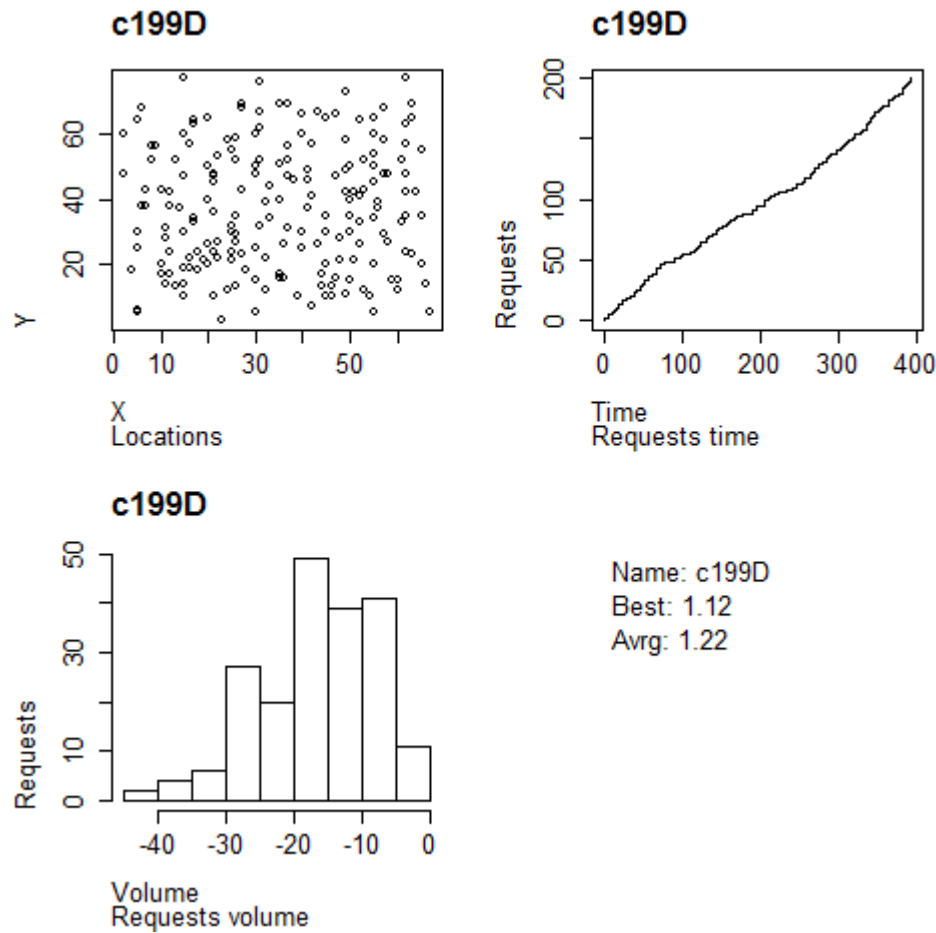 c199D
60
40
20
Y
0 10 30 50
X
Locations
c199D
200
100
50
0
Requests
0 100 200 300 400
Time
Requests time
c199D
50
30
10
0
Requests
-40 -30 -20 -10 0
Volume
Requests volume
Name: c199D
Best: 1.12
Avrg: 1.22